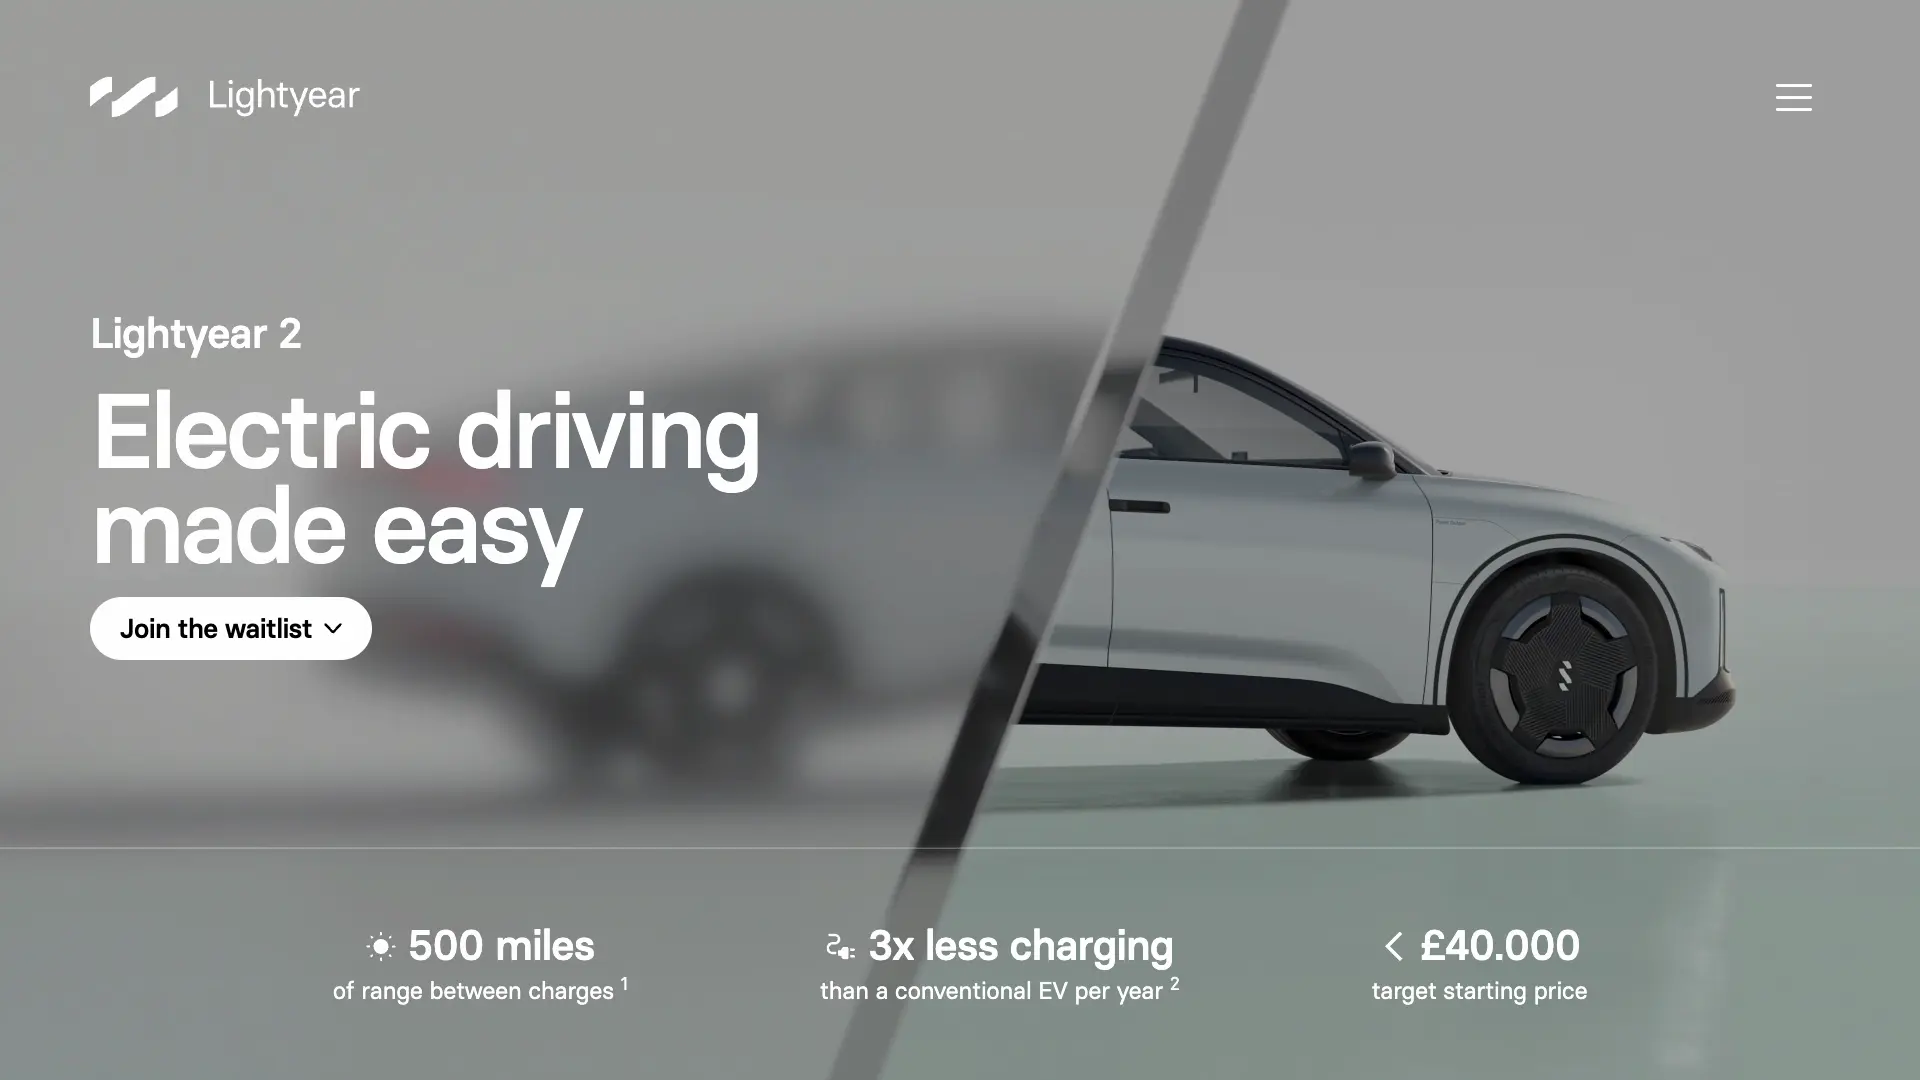 Lightyear
Lightyear 2
Electric driving
made easy
Join the waitlist
500 miles
of range between charges 1
3x less charging
than a conventional EV per year 2
< £40.000
target starting price